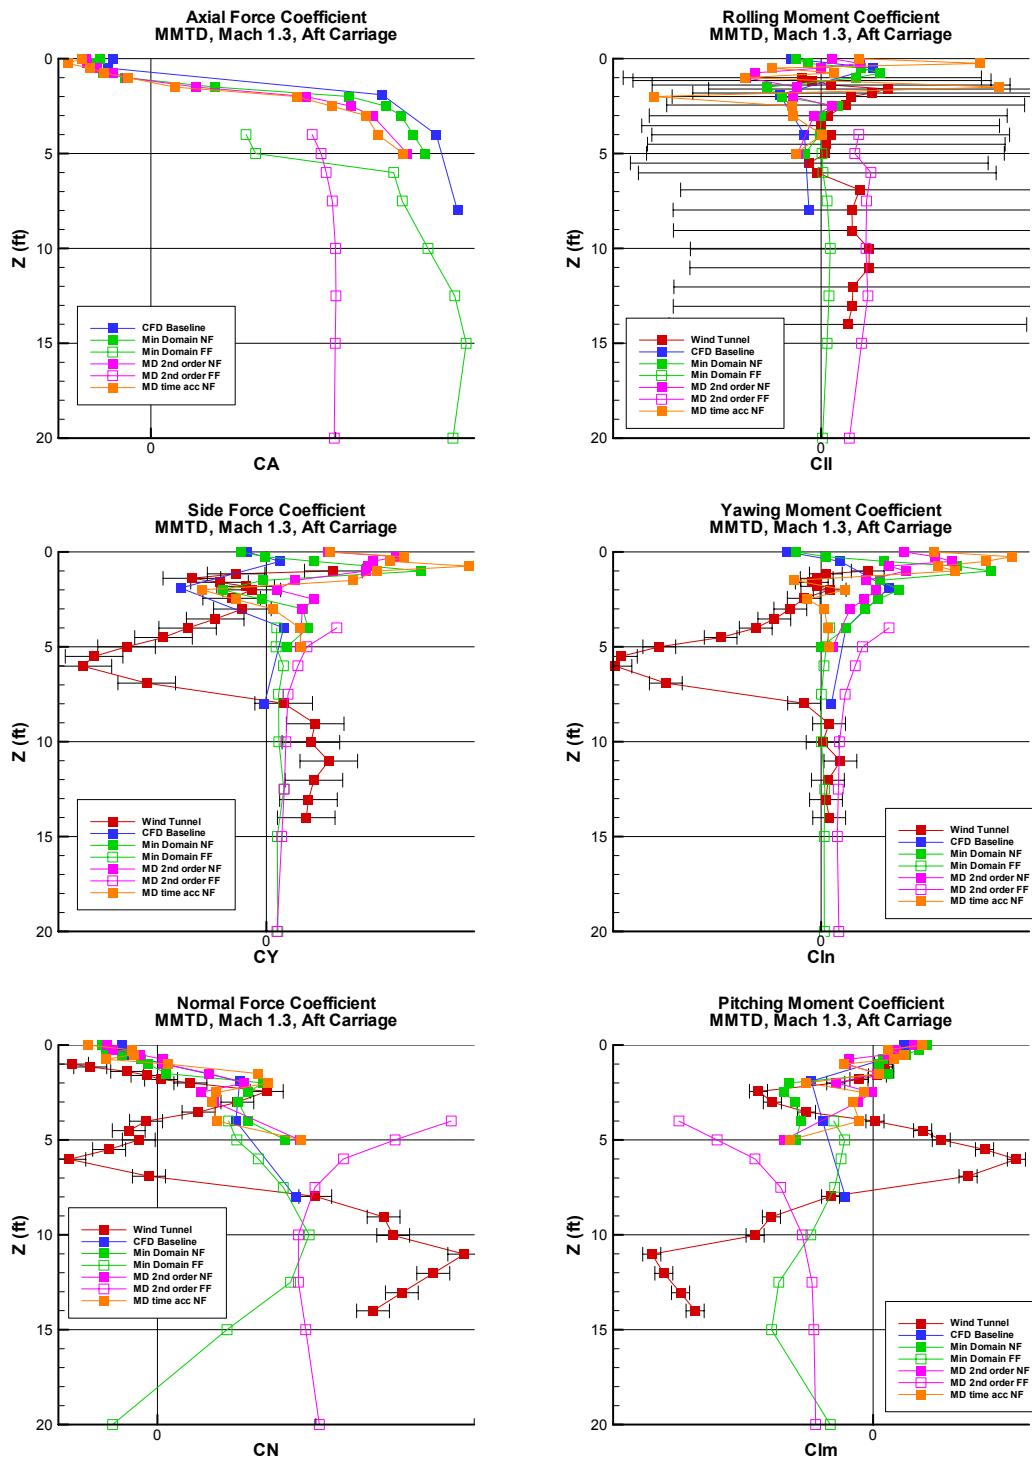 Axial Force Coefficient
MMTD, Mach 1.3, Aft Carriage
0
5
10
15
20
Z (ft)
CFD Baseline
Min Domain NF
Min Domain FF
MD 2nd order NF
MD 2nd order FF
MD time acc NF
0
CA
Rolling Moment Coefficient
MMTD, Mach 1.3, Aft Carriage
0
5
10
15
20
Z (ft)
Wind Tunnel
CFD Baseline
Min Domain NF
Min Domain FF
MD 2nd order NF
MD 2nd order FF
MD time acc NF
0
Cll
Side Force Coefficient
MMTD, Mach 1.3, Aft Carriage
0
5
10
15
20
Z (ft)
Wind Tunnel
CFD Baseline
Min Domain NF
Min Domain FF
MD 2nd order NF
MD 2nd order FF
MD time acc NF
0
CY
Yawing Moment Coefficient
MMTD, Mach 1.3, Aft Carriage
0
5
10
15
20
Z (ft)
Wind Tunnel
CFD Baseline
Min Domain NF
Min Domain FF
MD 2nd order NF
MD 2nd order FF
MD time acc NF
0
Cln
Normal Force Coefficient
MMTD, Mach 1.3, Aft Carriage
0
5
10
15
20
Z (ft)
Wind Tunnel
CFD Baseline
Min Domain NF
Min Domain FF
MD 2nd order NF
MD 2nd order FF
MD time acc NF
0
CN
Pitching Moment Coefficient
MMTD, Mach 1.3, Aft Carriage
0
5
10
15
20
Z (ft)
Wind Tunnel
CFD Baseline
Min Domain NF
Min Domain FF
MD 2nd order NF
MD 2nd order FF
MD time acc NF
0
Clm